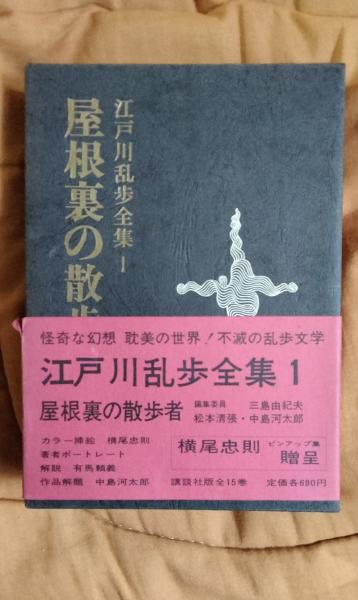 江戸川乱歩全集 1
屋根裏の散歩
怪奇な幻想 耽美の世界!不滅の乱歩文学
江戸川乱歩全集1
屋根裏の散歩者
編集委員 三島由紀夫
松本清張・中島河太郎
カラー挿絵 横尾忠則
著者ポートレート
解説 有馬頼義
作品解題 中島河太郎
横尾忠則 ピンアップ集
贈呈
講談社版全15巻 定価各680円